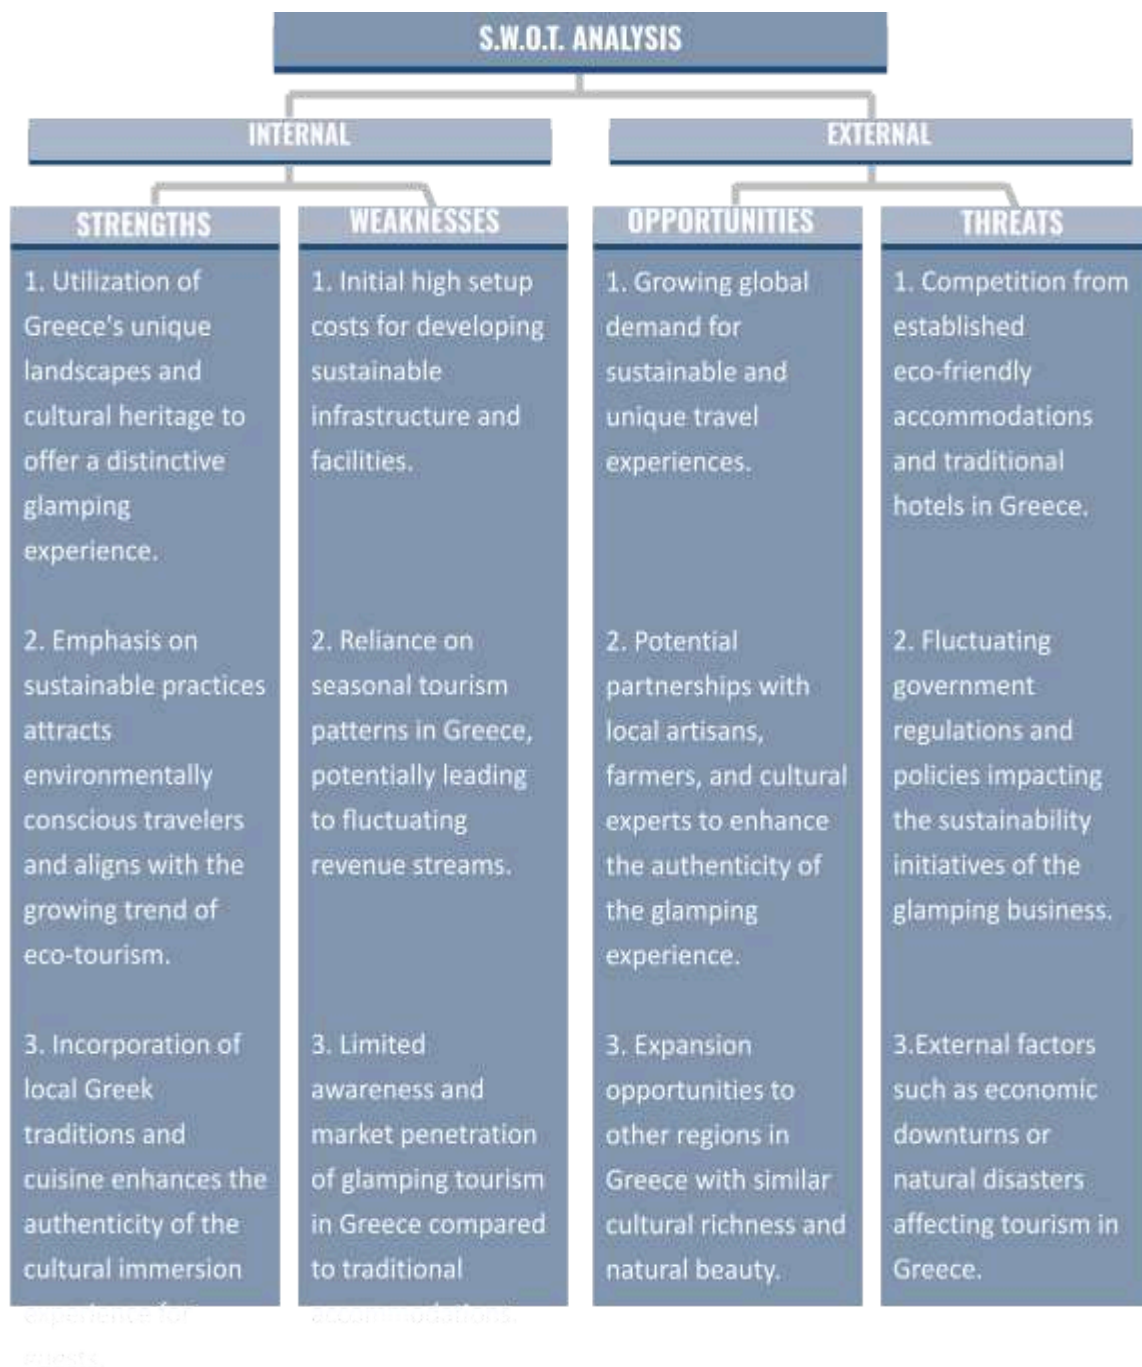 S.W.O.T. ANALYSIS
INTERNAL
EXTERNAL
STRENGTHS
1. Utilization of
Greece's unique
landscapes and
cultural heritage to
offer a distinctive
glamping
experience.
2. Emphasis on
sustainable practices
attracts
environmentally
conscious travelers
and aligns with the
growing trend of
eco-tourism.
3. Incorporation of
local Greek
traditions and
cuisine enhances the
authenticity of the
cultural immersion
experience for
guests.
WEAKNESSES
1. Initial high setup
costs for developing
sustainable
infrastructure and
facilities.
2. Reliance on
seasonal tourism
patterns in Greece,
potentially leading
to fluctuating
revenue streams.
3. Limited
awareness and
market penetration
of glamping tourism
in Greece compared
to traditional
accommodations.
OPPORTUNITIES
1. Growing global
demand for
sustainable and
unique travel
experiences.
2. Potential
partnerships with
local artisans,
farmers, and cultural
experts to enhance
the authenticity of
the glamping
experience.
3. Expansion
opportunities to
other regions in
Greece with similar
cultural richness and
natural beauty.
THREATS
1. Competition from
established
eco-friendly
accommodations
and traditional
hotels in Greece.
2. Fluctuating
government
regulations and
policies impacting
the sustainability
initiatives of the
glamping business.
3.External factors
such as economic
downturns or
natural disasters
affecting tourism in
Greece.